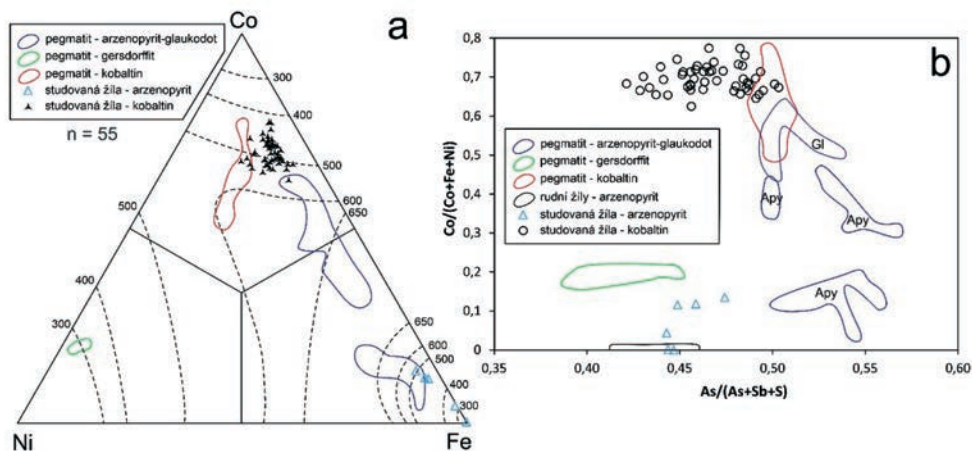 Co
a
pegmatit - arzenopyrit-glaukodot
pegmatit - gersdorffit
pegmatit - kobaltin
studovaná žíla - arzenopyrit
studovaná žíla - kobaltin
n = 55
300
400
500
600
650
500
400
300
650
600
500
400
300
Ni
Fe
b
0,8
0,7
0,6
0,5
0,4
0,3
0,2
0,1
0
Co/(Co+Fe+Ni)
pegmatit - arzenopyrit-glaukodot
pegmatit - gersdorffit
pegmatit - kobaltin
rudní žíly - arzenopyrit
studovaná žíla - arzenopyrit
studovaná žíla - kobaltin
Gl
Apy
Apy
Apy
0,35
0,40
0,45
0,50
0,55
0,60
As/(As+Sb+S)